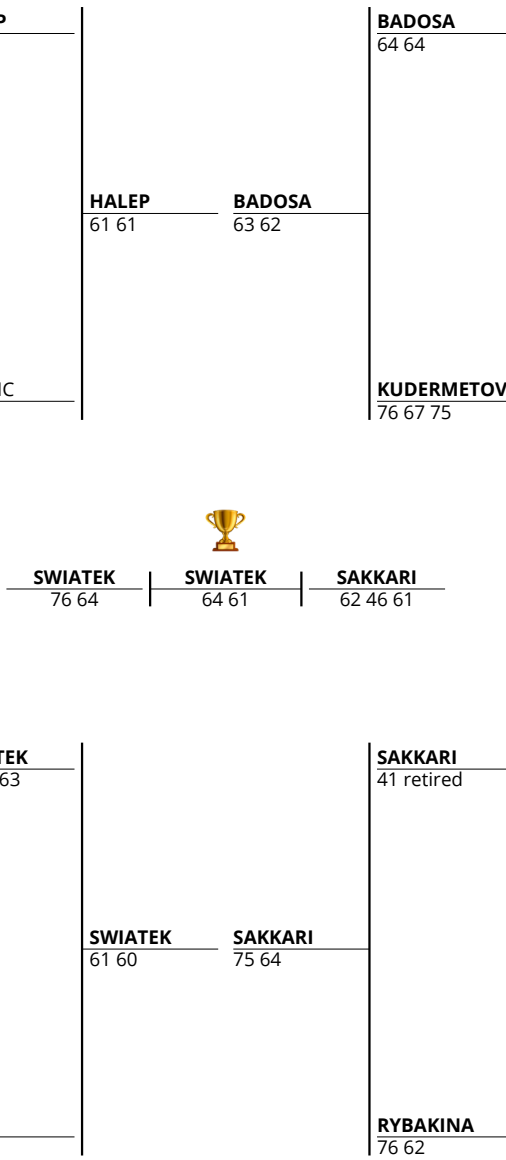 BADOSA
64 64
HALEP BADOSA
61 61 63 62
KUDERMETOV
76 67 75
SWIATEK SWIATEK SAKKARI
76 64 64 61 62 46 61
SAKKARI
63 41 retired
SWIATEK SAKKARI
61 60 75 64
RYBAKINA
76 62